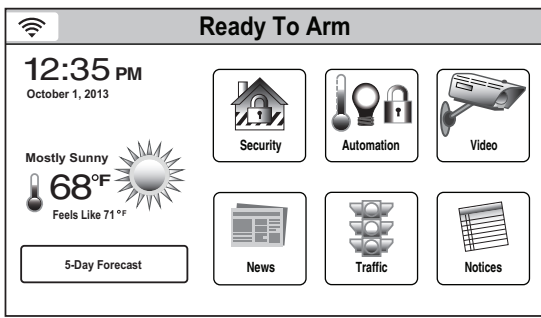 Ready To Arm
12:35 PM
October 1, 2013
Mostly Sunny
68°F
Feels Like 71°F
5-Day Forecast
Security
Automation
Video
News
Traffic
Notices